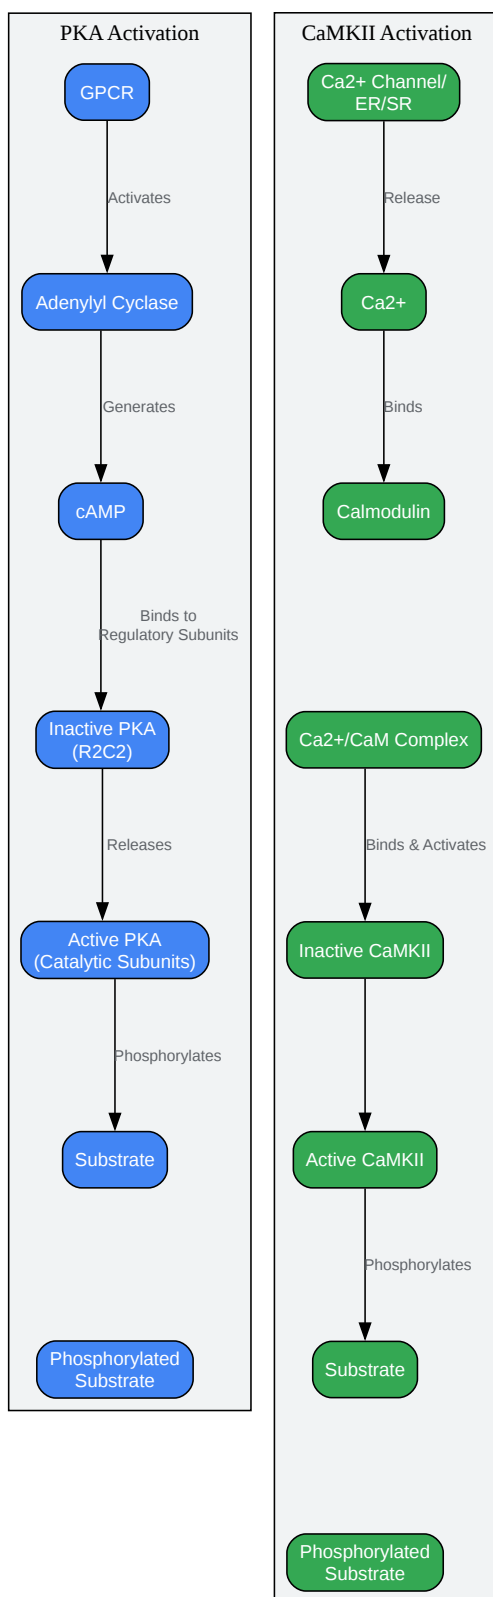 PKA Activation
GPCR
Activates
Adenylyl Cyclase
Generates
cAMP
Binds to
Regulatory Subunits
Inactive PKA
(R2C2)
Releases
Active PKA
(Catalytic Subunits)
Phosphorylates
Substrate
Phosphorylated
Substrate
CaMKII Activation
Ca2+ Channel/
ER/SR
Release
Ca2+
Binds
Calmodulin
Ca2+/CaM Complex
Binds & Activates
Inactive CaMKII
Active CaMKII
Phosphorylates
Substrate
Phosphorylated
Substrate